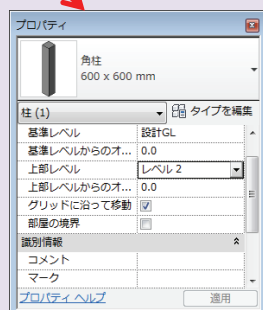 プロパティ
角柱
600 x 600 mm
柱 (1)
タイプを編集
基準レベル 設計GL
基準レベルからのオ... 0.0
上部レベル レベル 2
上部レベルからのオ... 0.0
グリッドに沿って移動
部屋の境界
識別情報
コメント
マーク
プロパティ ヘルプ
適用